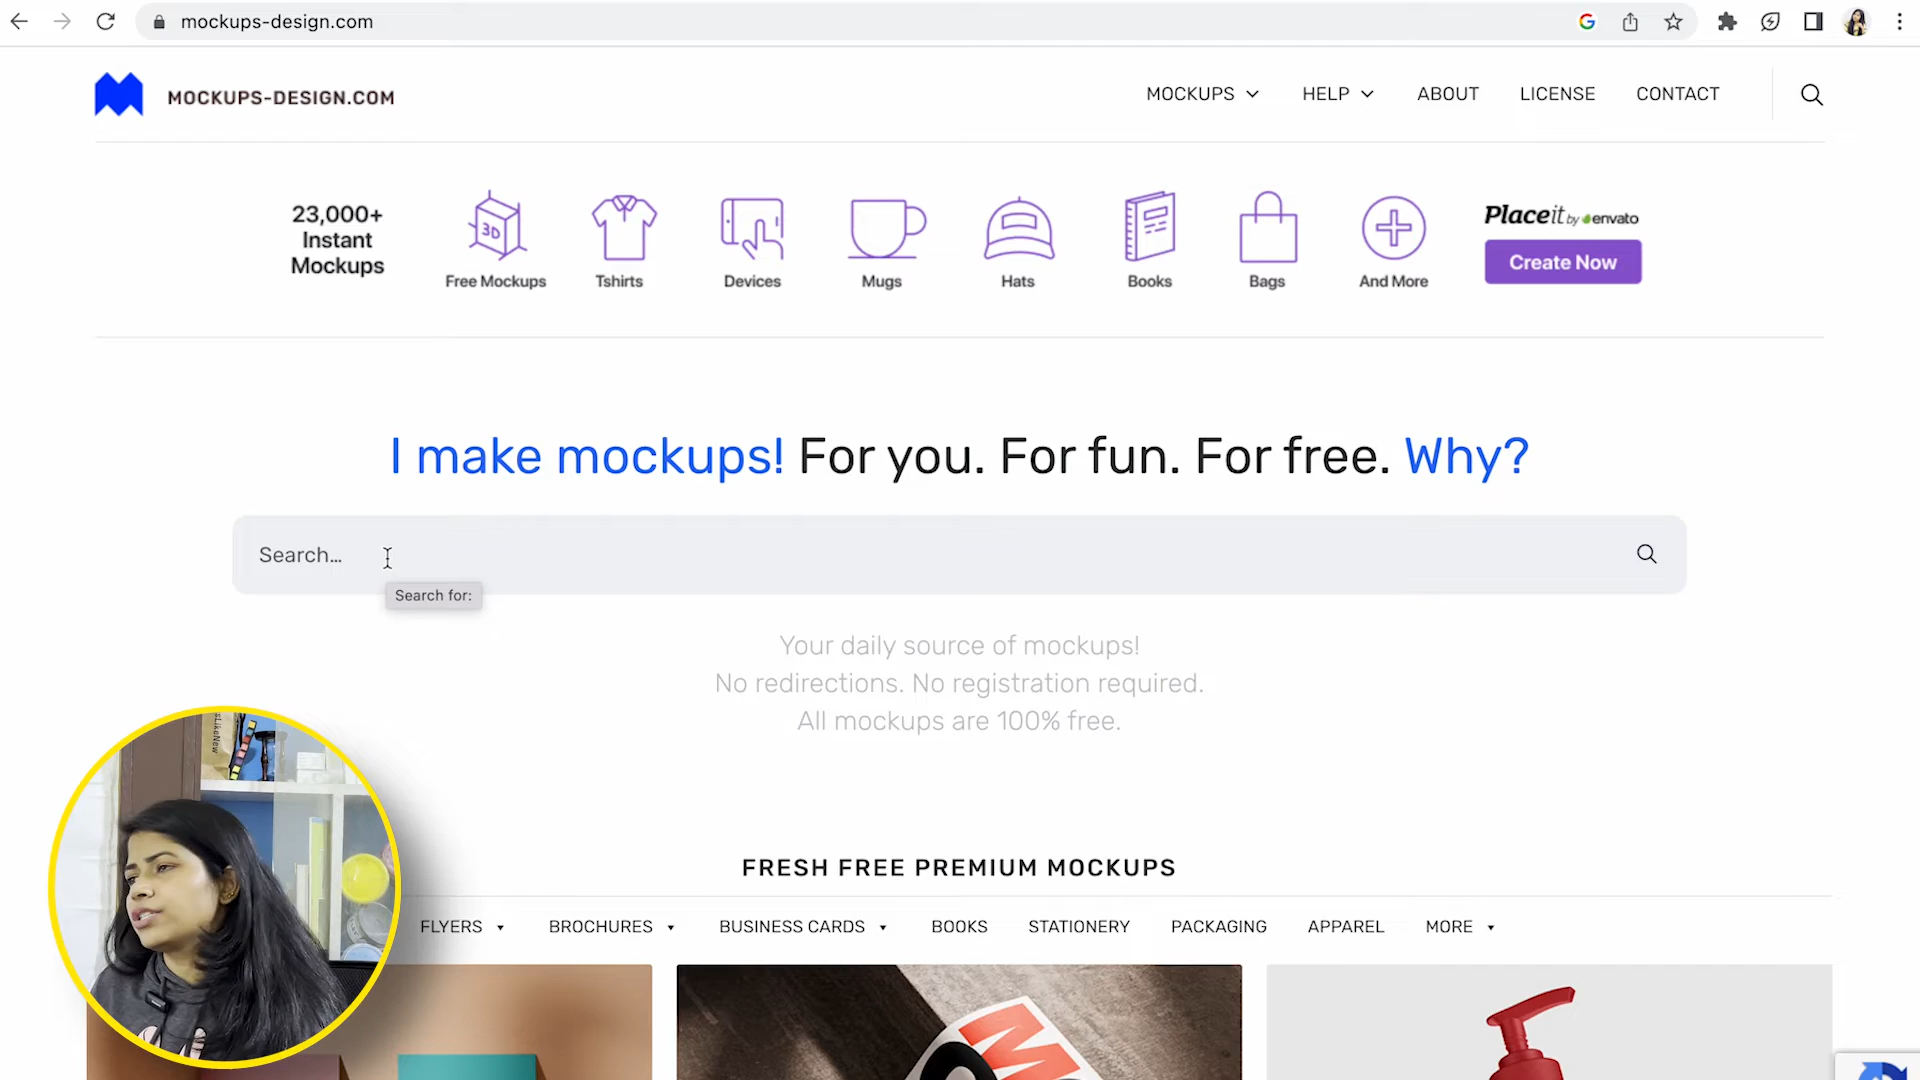 mockups-design.com
MOCKUPS-DESIGN.COM
MOCKUPS
HELP
ABOUT
LICENSE
CONTACT
23,000+
Instant
Mockups
3D
Free Mockups
Tshirts
Devices
Mugs
Hats
Books
Bags
And More
Placeit by envato
Create Now
I make mockups! For you. For fun. For free. Why?
Search...
Search for:
Your daily source of mockups!
No redirections. No registration required.
All mockups are 100% free.
FRESH FREE PREMIUM MOCKUPS
FLYERS
BROCHURES
BUSINESS CARDS
BOOKS
STATIONERY
PACKAGING
APPAREL
MORE